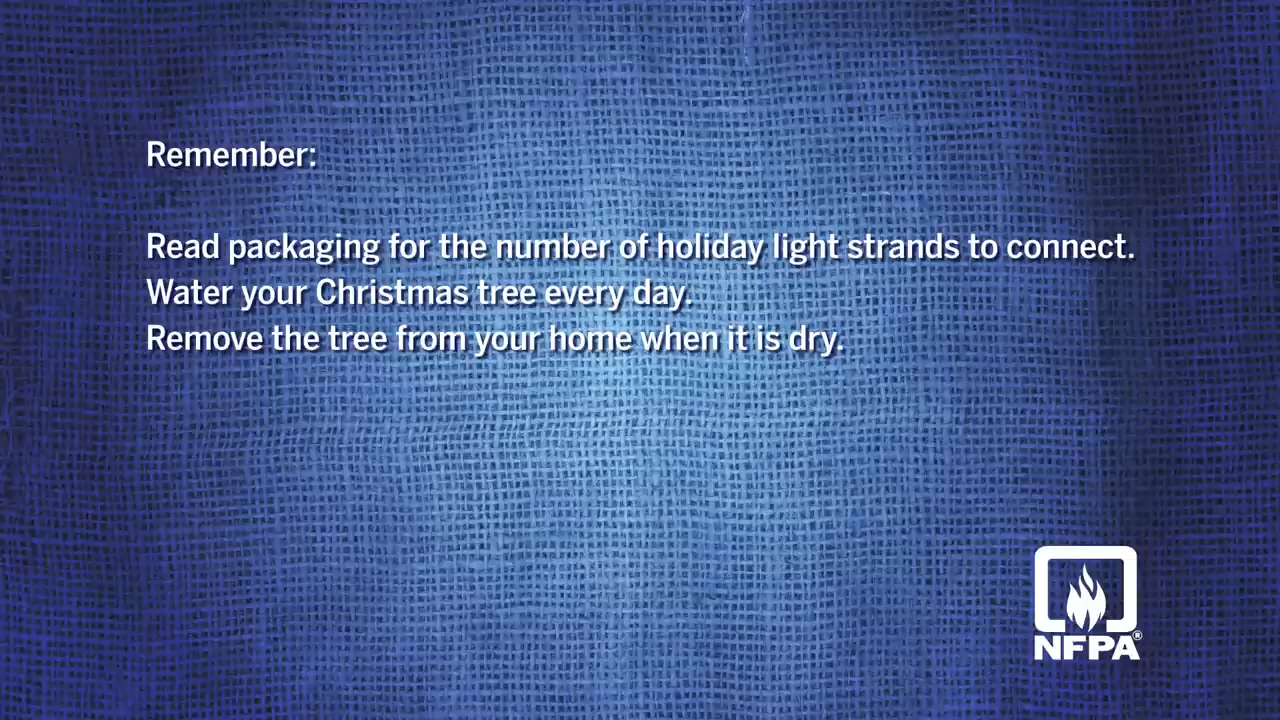 Remember:
Read packaging for the number of holiday light strands to connect.
Water your Christmas tree every day.
Remove the tree from your home when it is dry.
NFPA®